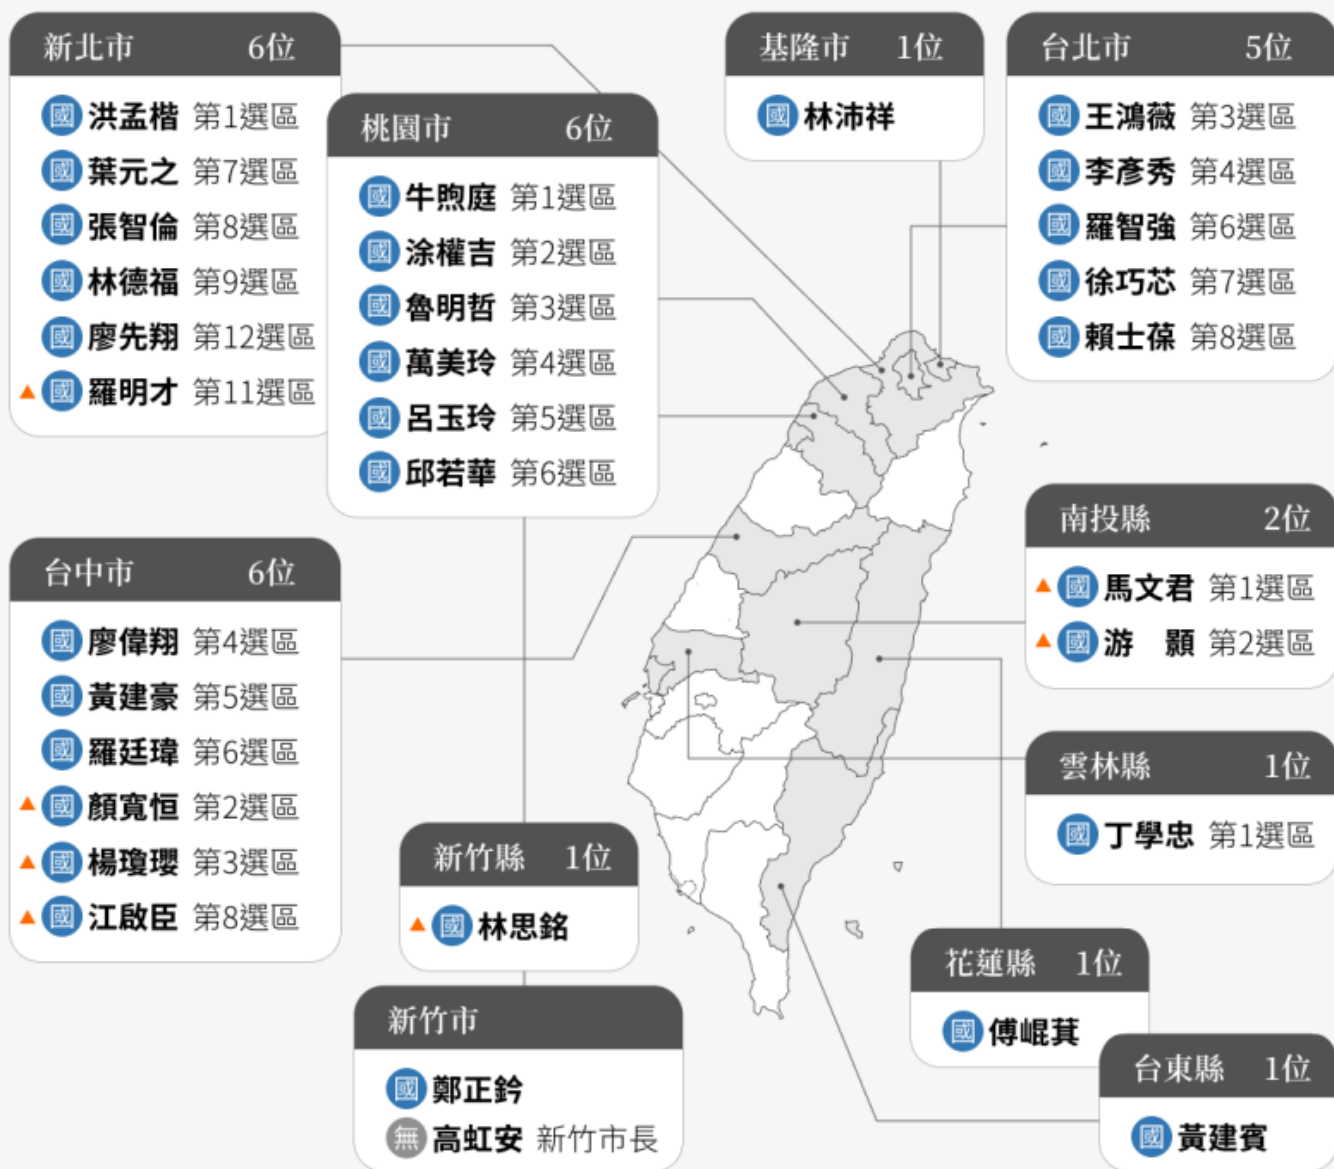 新北市 6位
國 洪孟楷 第1選區
國 葉元之 第7選區
國 張智倫 第8選區
國 林德福 第9選區
國 廖先翔 第12選區
國 羅明才 第11選區
桃園市 6位
國 牛煦庭 第1選區
國 涂權吉 第2選區
國 魯明哲 第3選區
國 萬美玲 第4選區
國 呂玉玲 第5選區
國 邱若華 第6選區
基隆市 1位
國 林沛祥
台北市 5位
國 王鴻薇 第3選區
國 李彥秀 第4選區
國 羅智強 第6選區
國 徐巧芯 第7選區
國 賴士葆 第8選區
台中市 6位
國 廖偉翔 第4選區
國 黃建豪 第5選區
國 羅廷瑋 第6選區
國 顏寬恒 第2選區
國 楊瓊瓔 第3選區
國 江啟臣 第8選區
南投縣 2位
國 馬文君 第1選區
國 游 顥 第2選區
雲林縣 1位
國 丁學忠 第1選區
新竹縣 1位
國 林思銘
新竹市
國 鄭正鈐
無 高虹安 新竹市長
花蓮縣 1位
國 傅崐萁
台東縣 1位
國 黃建賓